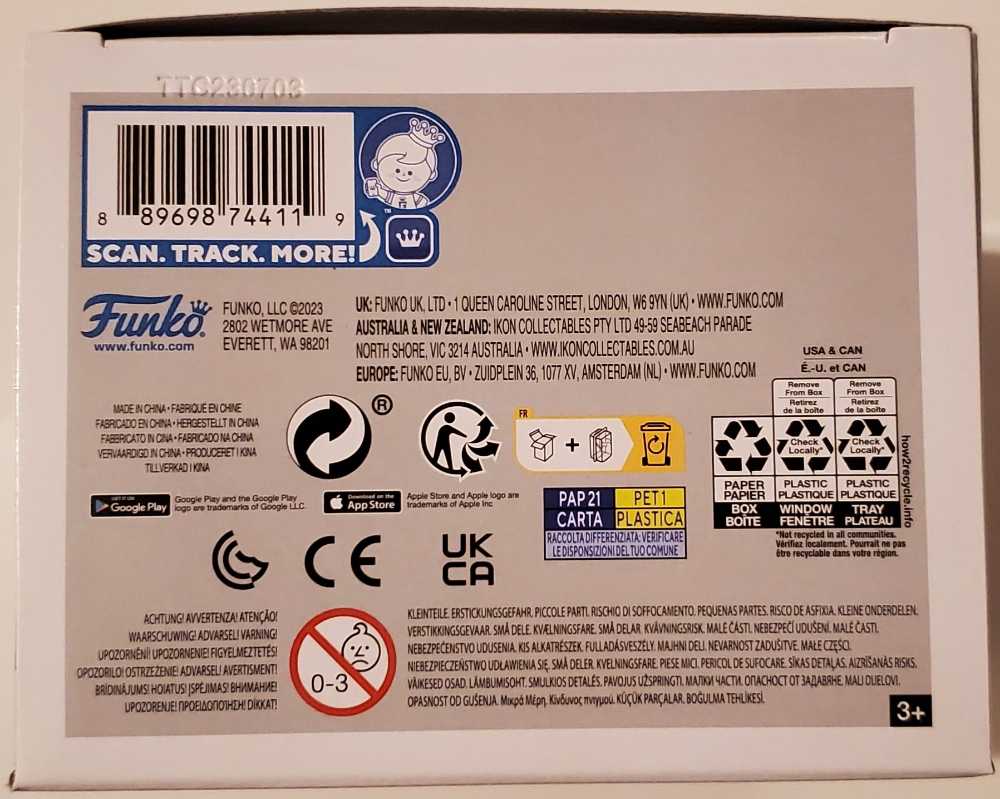 TTC230703
8 89698 74411 9
SCAN. TRACK. MORE!
™
Funko®
www.funko.com
FUNKO, LLC ©2023
2802 WETMORE AVE
EVERETT, WA 98201
UK: FUNKO UK, LTD • 1 QUEEN CAROLINE STREET, LONDON, W6 9YN (UK) • WWW.FUNKO.COM
AUSTRALIA & NEW ZEALAND: IKON COLLECTABLES PTY LTD 49-59 SEABEACH PARADE
NORTH SHORE, VIC 3214 AUSTRALIA • WWW.IKONCOLLECTABLES.COM.AU
EUROPE: FUNKO EU, BV • ZUIDPLEIN 36, 1077 XV, AMSTERDAM (NL) • WWW.FUNKO.COM
MADE IN CHINA • FABRIQUÉ EN CHINE
FABRICADO EN CHINA • HERGESTELLT IN CHINA
FABBRICATO IN CINA • FABRICADO NA CHINA
VERVAARDIGD IN CHINA • PRODUCERET I KINA
TILLVERKAD I KINA
®
FR
+
USA & CAN
É.-U. et CAN
Remove
From Box
Retirez
de la boîte
Remove
From Box
Retirez
de la boîte
Check
Locally*
Check
Locally*
PAPER
PAPIER
PLASTIC
PLASTIQUE
PLASTIC
PLASTIQUE
BOX
BOÎTE
WINDOW
FENÊTRE
TRAY
PLATEAU
how2recycle.info
*Not recycled in all communities.
Vérifiez localement. Pourrait ne pas
être recyclable dans votre région.
GET IT ON
Google Play
Google Play and the Google Play
logo are trademarks of Google LLC.
Download on the
App Store
Apple Store and Apple logo are
trademarks of Apple Inc
PAP 21 PET 1
CARTA PLASTICA
RACCOLTA DIFFERENZIATA: VERIFICARE
LE DISPOSIZIONI DEL TUO COMUNE
CE
UK
CA
ACHTUNG! AVVERTENZA! ATENÇÃO!
WAARSCHUWING! ADVARSEL! VARNING!
UPOZORNĚNÍ! UPOZORNENIE! FIGYELMEZTETÉS!
OPOZORILO! OSTRZEŻENIE! ADVARSEL! AVERTISMENT!
BRĪDINĀJUMS! HOIATUS! ĮSPĖJIMAS! ВНИМАНИЕ!
UPOZORENJE! ΠΡΟΕΙΔΟΠΟΙΗΣΗ! DİKKAT!
0-3
KLEINTEILE. ERSTICKUNGSGEFAHR. PICCOLE PARTI. RISCHIO DI SOFFOCAMENTO. PEQUENAS PARTES. RISCO DE ASFIXIA. KLEINE ONDERDELEN.
VERSTIKKINGSGEVAAR. SMÅ DELE. KVÆLNINGSFARE. SMÅ DELAR. KVÄVNINGSRISK. MALÉ ČÁSTI. NEBEZPEČÍ UDUŠENÍ. MALÉ ČASTI.
NEBEZPEČENSTVO UDUSENIA. KIS ALKATRÉSZEK. FULLADÁSVESZÉLY. MAJHNI DELI. NEVARNOST ZADUŠITVE. MAŁE CZĘŚCI.
NIEBEZPIECZEŃSTWO UDŁAWIENIA SIĘ. SMÅ DELER. KVELNINGSFARE. PIESE MICI. PERICOL DE SUFOCARE. SĪKAS DETAĻAS. AIZRĪŠANĀS RISKS.
VÄIKESED OSAD. LÄMBUMISOHT. SMULKIOS DETALĖS. PAVOJUS UŽSPRINGTI. МАЛКИ ЧАСТИ. ОПАСНОСТ ОТ ЗАДАВЯНЕ. MALI DIJELOVI.
OPASNOST OD GUŠENJA. Μικρά Μέρη. Κίνδυνος πνιγμού. KÜÇÜK PARÇALAR. BOĞULMA TEHLİKESİ.
3+